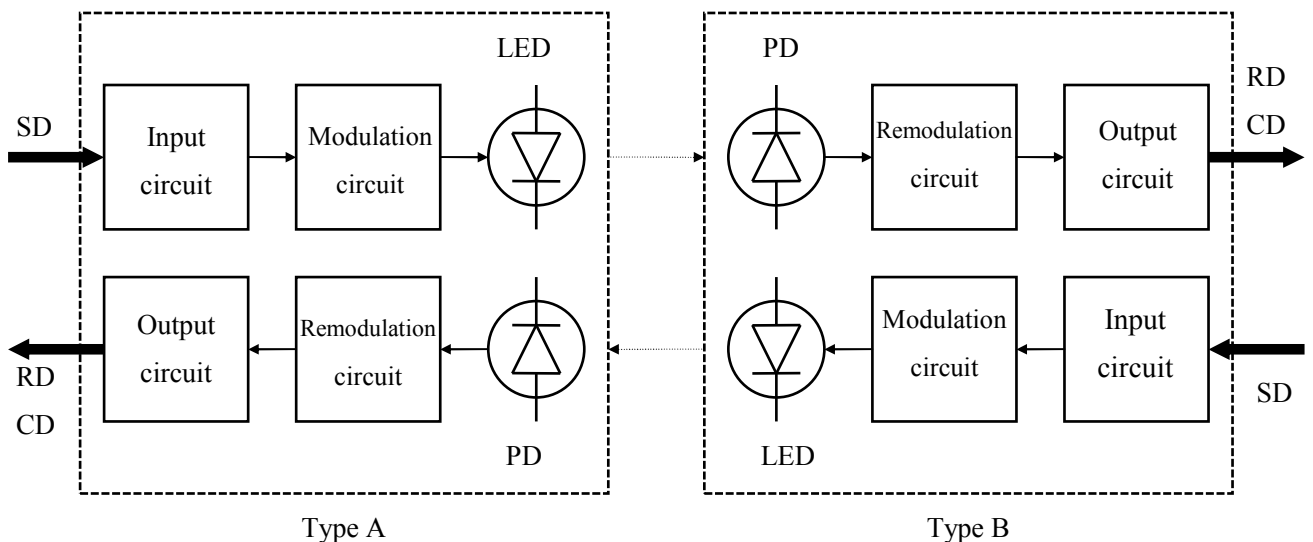 LED
PD
RD
SD
CD
Input
circuit
Modulation
circuit
Remodulation
circuit
Output
circuit
Output
circuit
Remodulation
circuit
Modulation
circuit
Input
circuit
RD
CD
SD
PD
LED
Type A
Type B